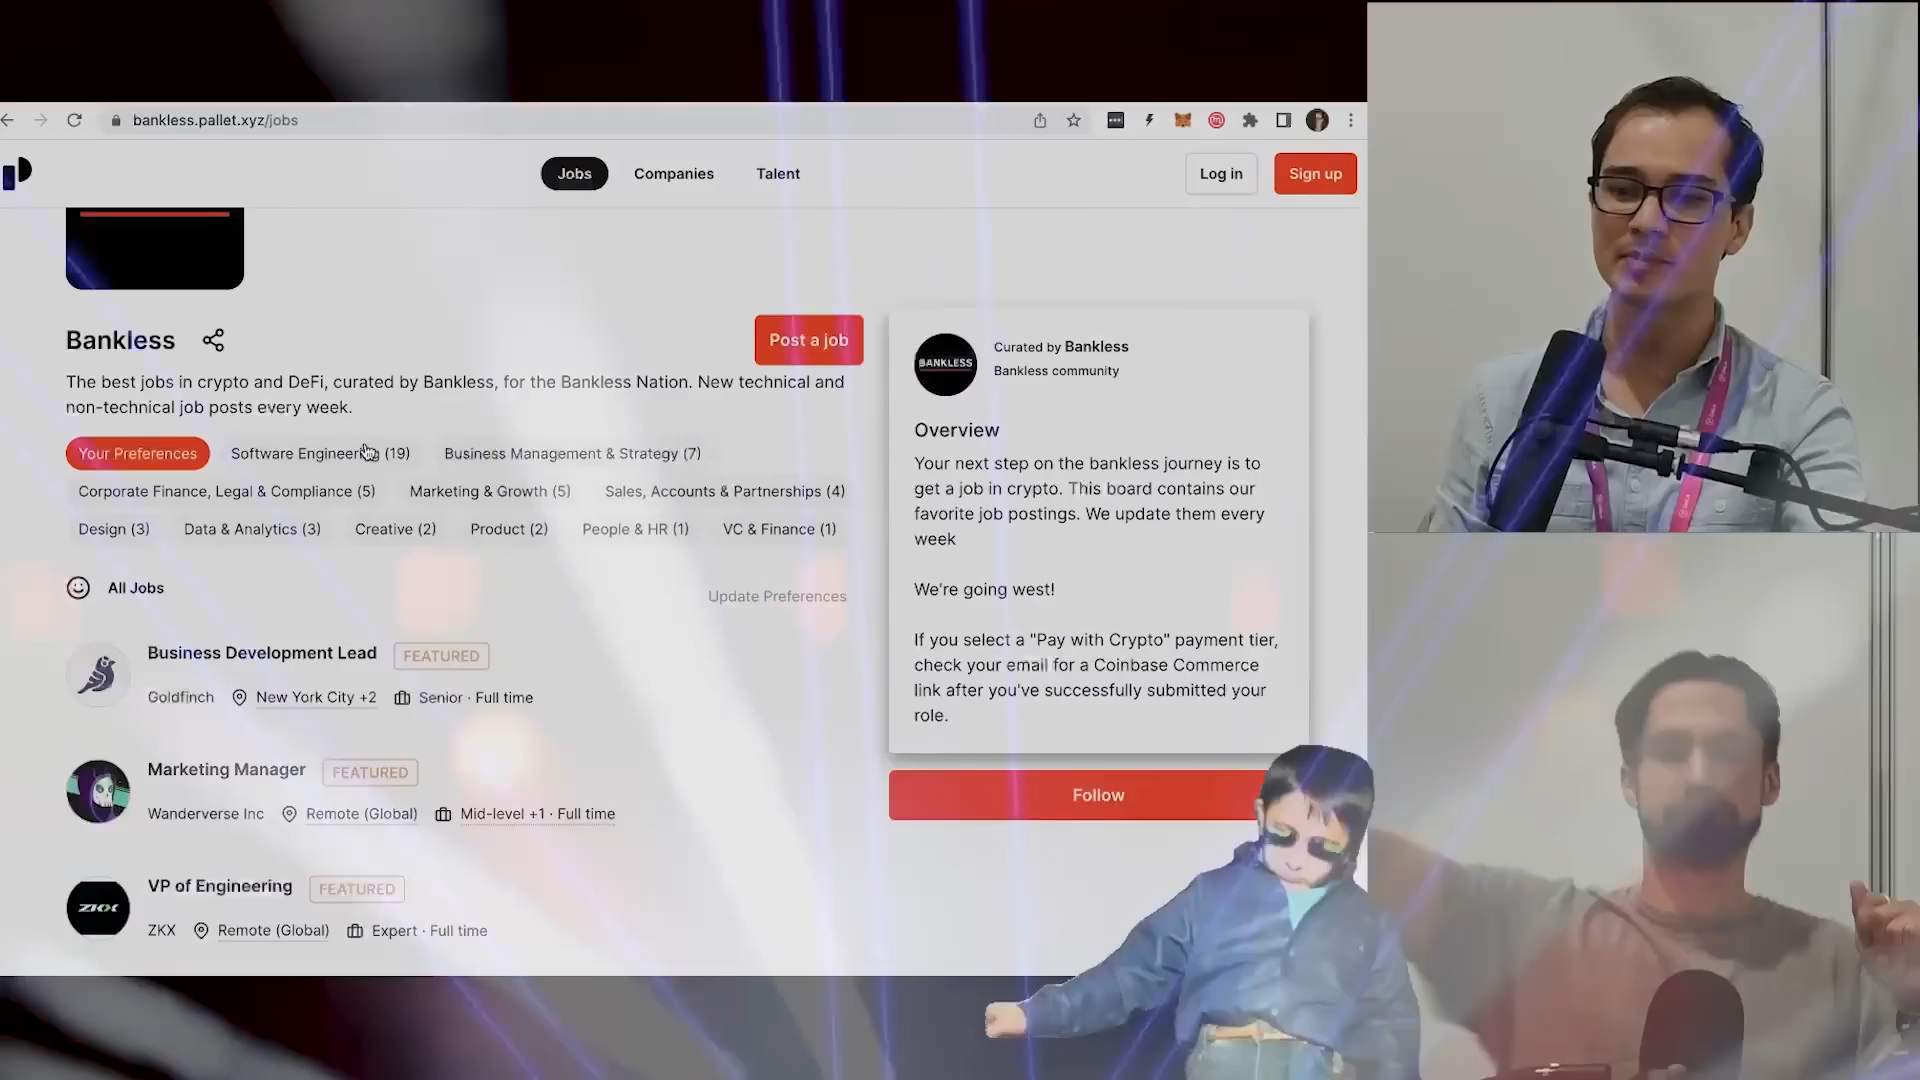 bankless.pallet.xyz/jobs
Jobs
Companies
Talent
Log in
Sign up
Bankless
Post a job
The best jobs in crypto and DeFi, curated by Bankless, for the Bankless Nation. New technical and
non-technical job posts every week.
Your Preferences
Software Engineering (19)
Business Management & Strategy (7)
Corporate Finance, Legal & Compliance (5)
Marketing & Growth (5)
Sales, Accounts & Partnerships (4)
Design (3)
Data & Analytics (3)
Creative (2)
Product (2)
People & HR (1)
VC & Finance (1)
All Jobs
Update Preferences
Business Development Lead
FEATURED
Goldfinch
New York City +2
Senior · Full time
Marketing Manager
FEATURED
Wanderverse Inc
Remote (Global)
Mid-level +1 · Full time
ZKX
VP of Engineering
FEATURED
ZKX
Remote (Global)
Expert · Full time
BANKLESS
Curated by Bankless
Bankless community
Overview
Your next step on the bankless journey is to
get a job in crypto. This board contains our
favorite job postings. We update them every
week
We're going west!
If you select a "Pay with Crypto" payment tier,
check your email for a Coinbase Commerce
link after you've successfully submitted your
role.
Follow